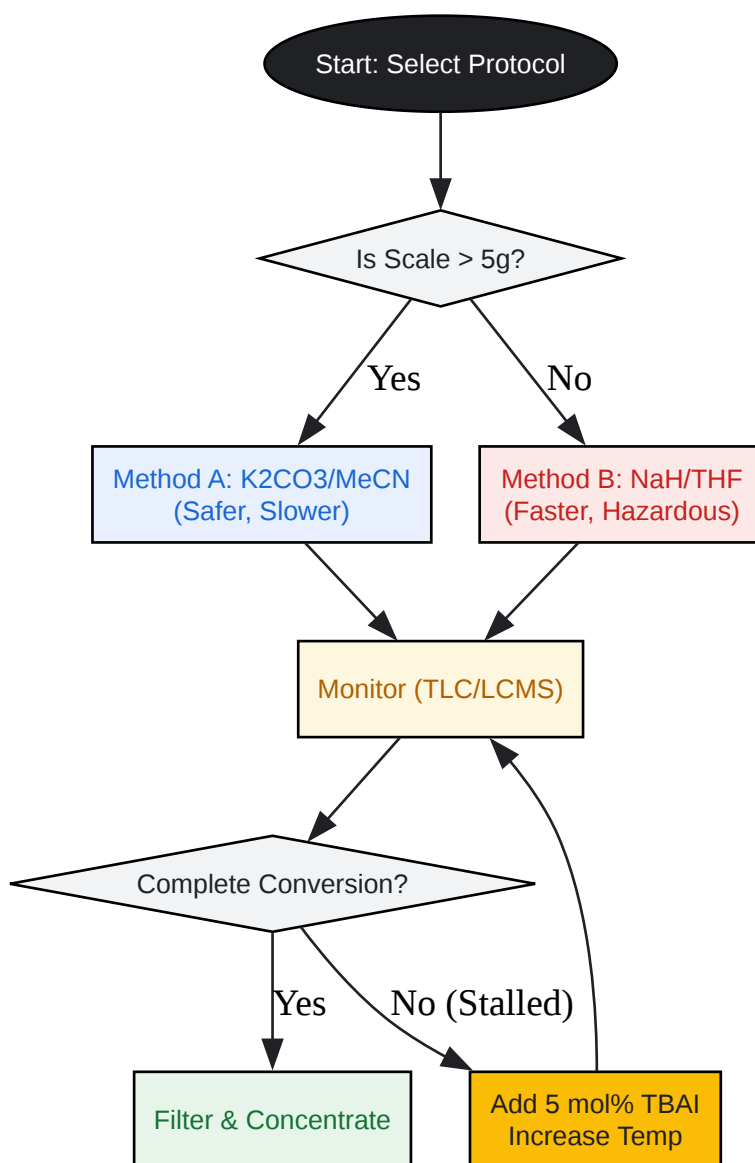 Start: Select Protocol
Is Scale > 5g?
Yes
No
Method A: K2CO3/MeCN
(Safer, Slower)
Method B: NaH/THF
(Faster, Hazardous)
Monitor (TLC/LCMS)
Complete Conversion?
Yes
No (Stalled)
Filter & Concentrate
Add 5 mol% TBAI
Increase Temp